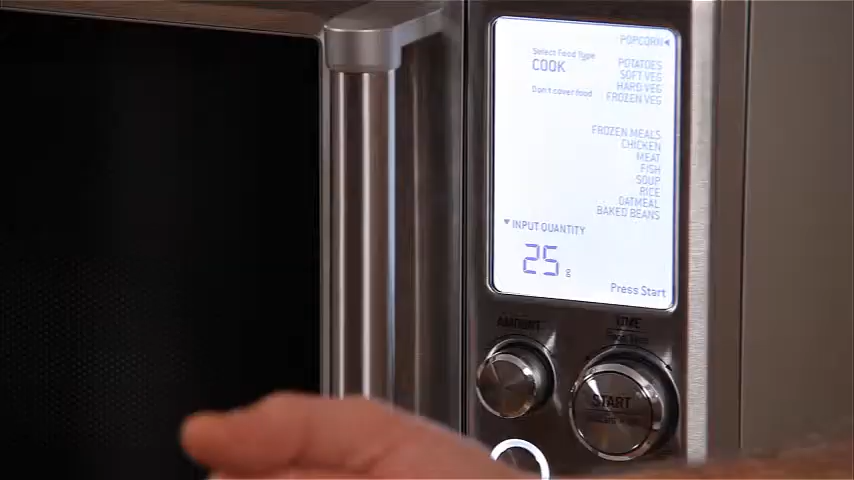 POPCORN
Select Food Type
COOK
POTATOES
SOFT VEG
HARD VEG
Don't cover food
FROZEN VEG
FROZEN MEALS
CHICKEN
MEAT
FISH
SOUP
RICE
OATMEAL
BAKED BEANS
INPUT QUANTITY
25 g
Press Start
AMOUNT
TIME
START